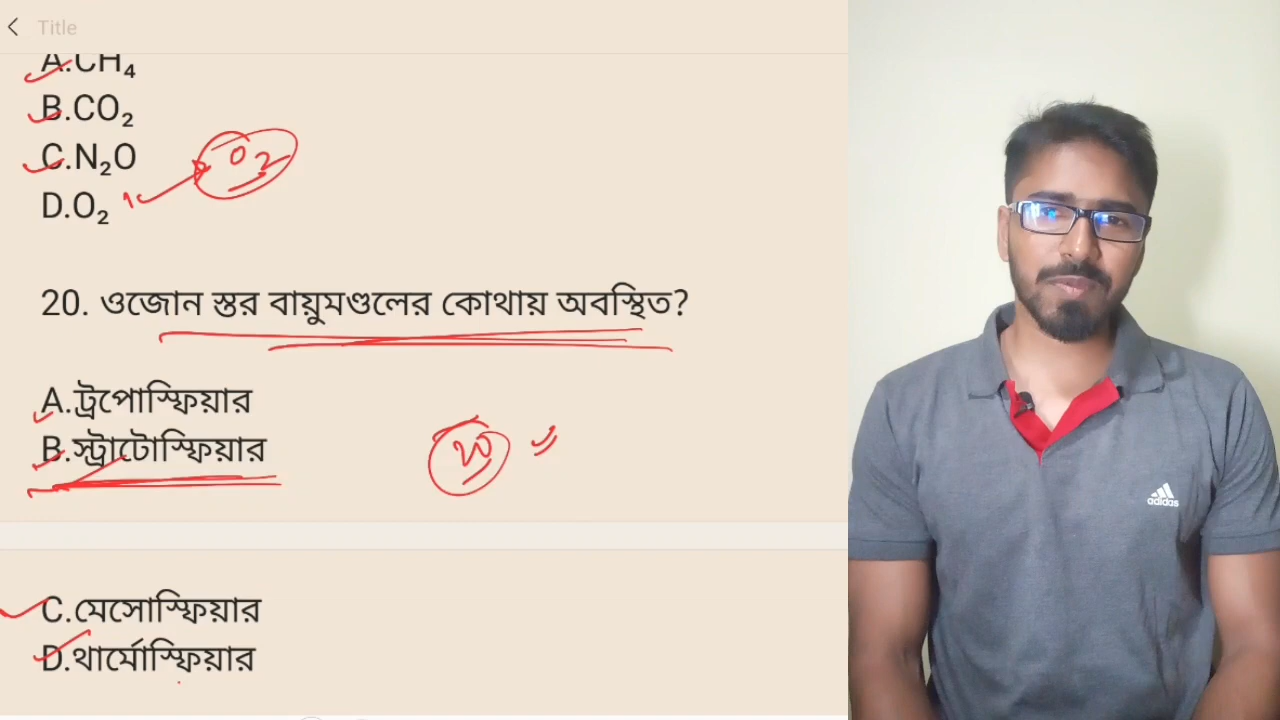 Title
A.CH₄
B.CO₂
C.N₂O
D.O₂
O₂
20. ওজোন স্তর বায়ুমণ্ডলের কোথায় অবস্থিত?
A.ট্রপোস্ফিয়ার
B.স্ট্রাটোস্ফিয়ার
C.মেসোস্ফিয়ার
D.থার্মোস্ফিয়ার
adidas